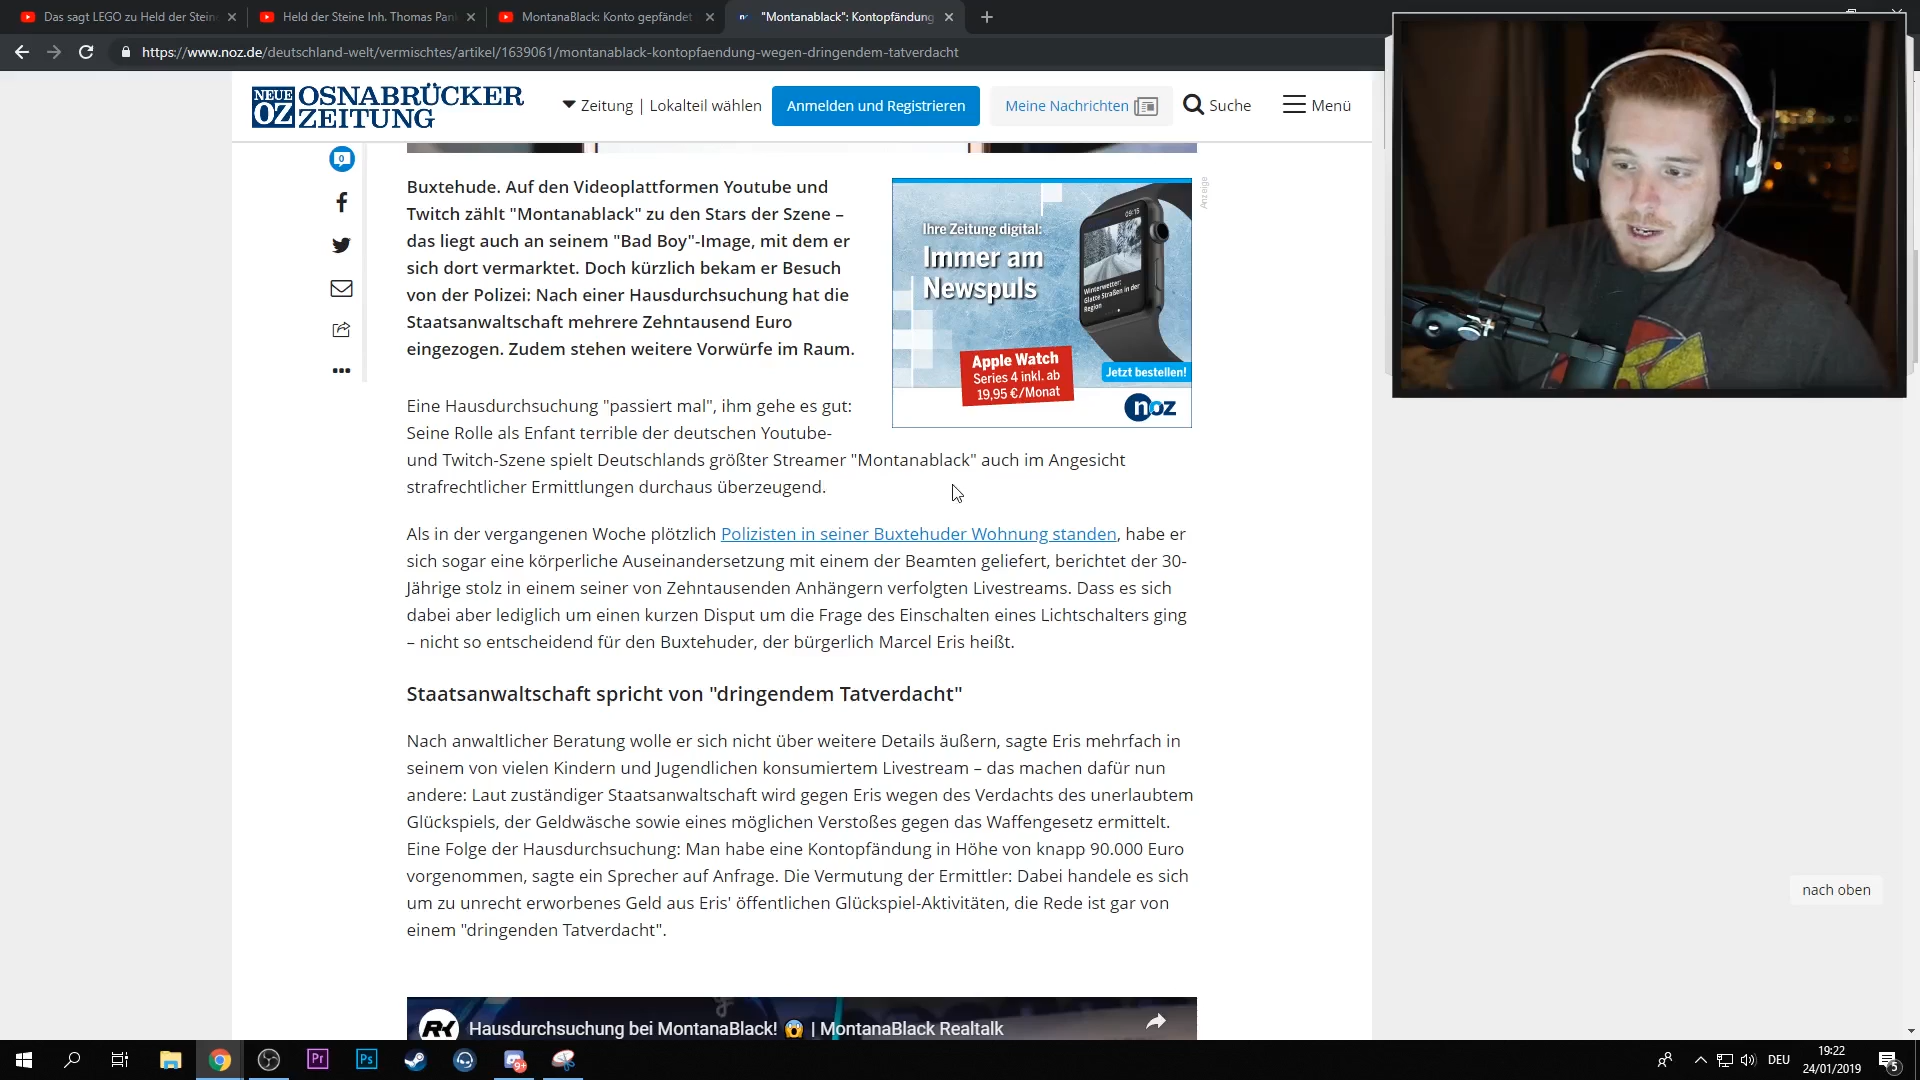 Das sagt LEGO zu Held der Stein
Held der Steine Inh. Thomas Pan
MontanaBlack: Konto gepfändet
"Montanablack": Kontopfändung
https://www.noz.de/deutschland-welt/vermischtes/artikel/1639061/montanablack-kontopfaendung-wegen-dringendem-tatverdacht
NEUE OZ OSNABRÜCKER ZEITUNG
Zeitung | Lokalteil wählen
Anmelden und Registrieren
Meine Nachrichten
Suche
Menü
0
Buxtehude. Auf den Videoplattformen Youtube und
Twitch zählt "Montanablack" zu den Stars der Szene –
das liegt auch an seinem "Bad Boy"-Image, mit dem er
sich dort vermarktet. Doch kürzlich bekam er Besuch
von der Polizei: Nach einer Hausdurchsuchung hat die
Staatsanwaltschaft mehrere Zehntausend Euro
eingezogen. Zudem stehen weitere Vorwürfe im Raum.
Anzeige
Ihre Zeitung digital:
Immer am
Newspuls
09:15
Winterwetter:
Glatte Straßen in der
Region
Apple Watch
Series 4 inkl. ab
19,95 €/Monat
Jetzt bestellen!
noz
Eine Hausdurchsuchung "passiert mal", ihm gehe es gut:
Seine Rolle als Enfant terrible der deutschen Youtube-
und Twitch-Szene spielt Deutschlands größter Streamer "Montanablack" auch im Angesicht
strafrechtlicher Ermittlungen durchaus überzeugend.
Als in der vergangenen Woche plötzlich Polizisten in seiner Buxtehuder Wohnung standen, habe er
sich sogar eine körperliche Auseinandersetzung mit einem der Beamten geliefert, berichtet der 30-
Jährige stolz in einem seiner von Zehntausenden Anhängern verfolgten Livestreams. Dass es sich
dabei aber lediglich um einen kurzen Disput um die Frage des Einschalten eines Lichtschalters ging
– nicht so entscheidend für den Buxtehuder, der bürgerlich Marcel Eris heißt.
Staatsanwaltschaft spricht von "dringendem Tatverdacht"
Nach anwaltlicher Beratung wolle er sich nicht über weitere Details äußern, sagte Eris mehrfach in
seinem von vielen Kindern und Jugendlichen konsumiertem Livestream – das machen dafür nun
andere: Laut zuständiger Staatsanwaltschaft wird gegen Eris wegen des Verdachts des unerlaubtem
Glückspiels, der Geldwäsche sowie eines möglichen Verstoßes gegen das Waffengesetz ermittelt.
Eine Folge der Hausdurchsuchung: Man habe eine Kontopfändung in Höhe von knapp 90.000 Euro
vorgenommen, sagte ein Sprecher auf Anfrage. Die Vermutung der Ermittler: Dabei handele es sich
um zu unrecht erworbenes Geld aus Eris' öffentlichen Glückspiel-Aktivitäten, die Rede ist gar von
einem "dringenden Tatverdacht".
nach oben
RK Hausdurchsuchung bei MontanaBlack! 😱 | MontanaBlack Realtalk
Pr
Ps
9+
DEU
19:22
24/01/2019
5